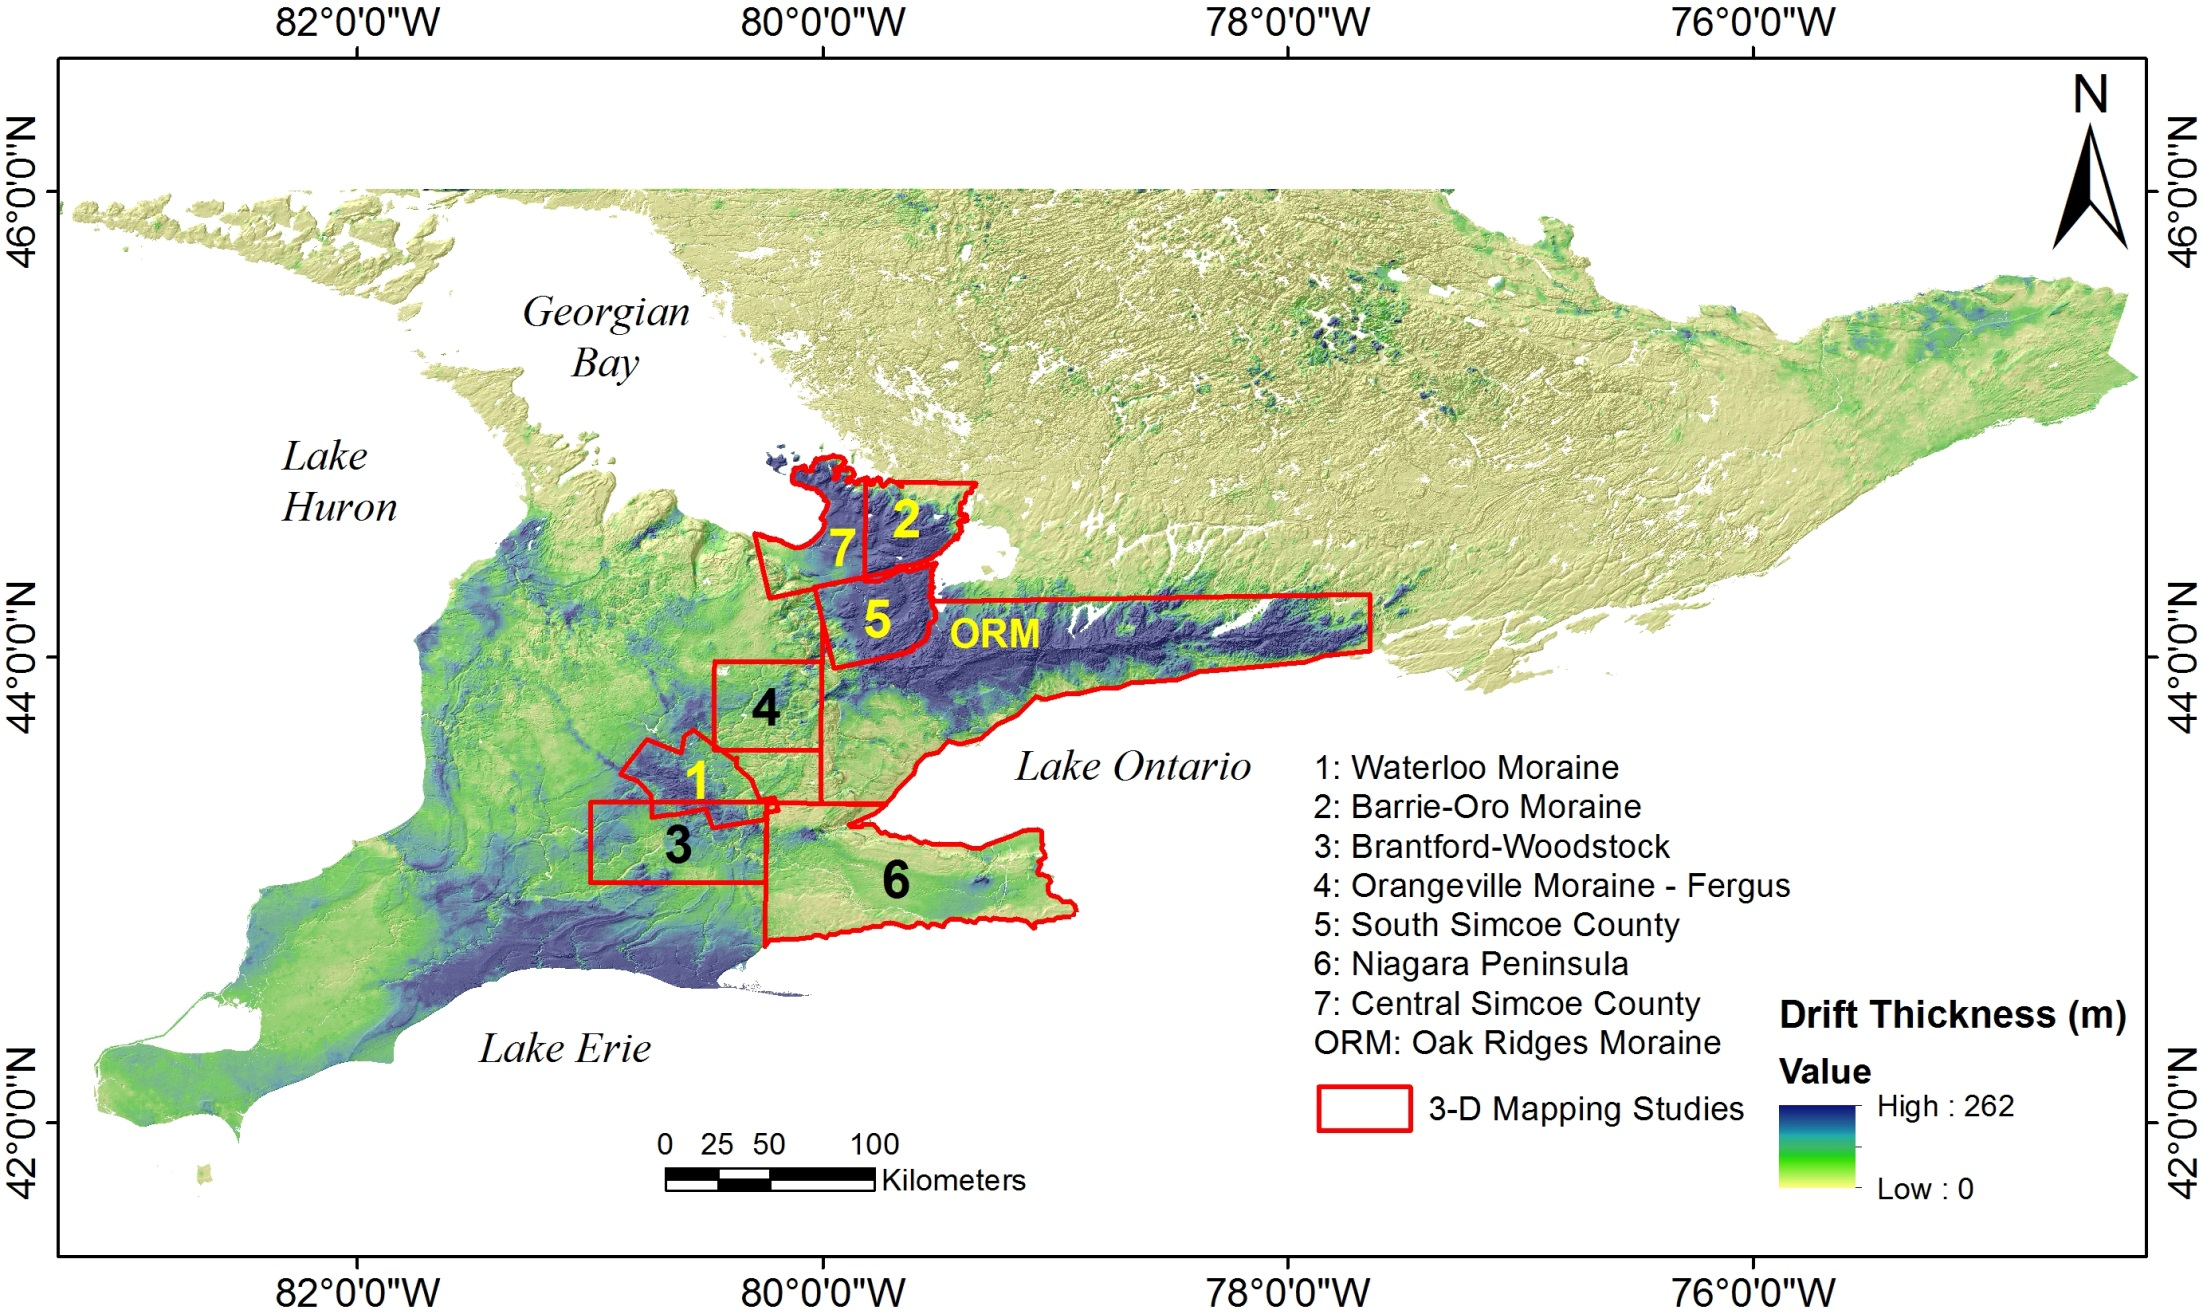 82°0'0"W 80°0'0"W 78°0'0"W 76°0'0"W
N
46°0'0"N
46°0'0"N
Georgian
Bay
Lake
Huron
2
7
5
ORM
44°0'0"N
44°0'0"N
4
1
Lake Ontario
3
6
1: Waterloo Moraine
2: Barrie-Oro Moraine
3: Brantford-Woodstock
4: Orangeville Moraine - Fergus
5: South Simcoe County
6: Niagara Peninsula
7: Central Simcoe County
ORM: Oak Ridges Moraine
3-D Mapping Studies
Drift Thickness (m)
Value
High : 262
Low : 0
Lake Erie
42°0'0"N
42°0'0"N
0 25 50 100
Kilometers
82°0'0"W 80°0'0"W 78°0'0"W 76°0'0"W